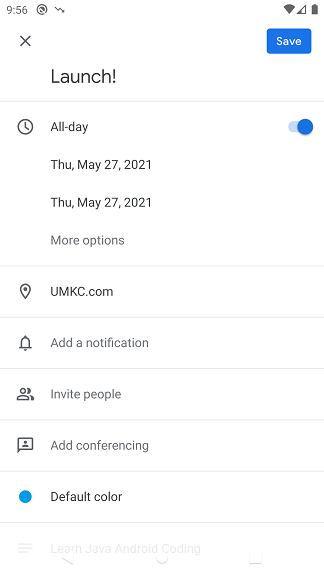 9:56
Save
Launch!
All-day
Thu, May 27, 2021
Thu, May 27, 2021
More options
UMKC.com
Add a notification
Invite people
Add conferencing
Default color
Learn Java Android Coding